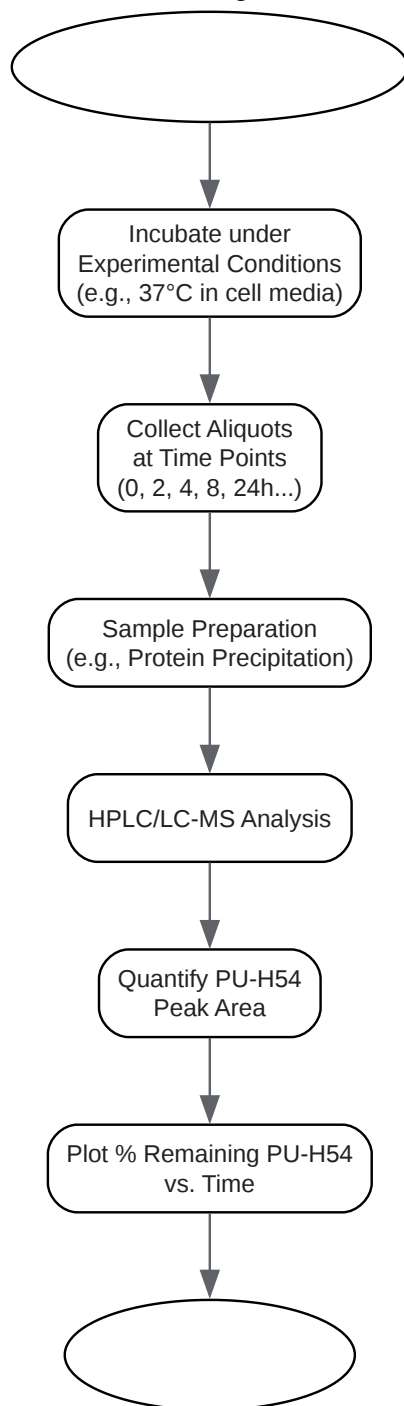 Incubate under
Experimental Conditions
(e.g., 37°C in cell media)
Collect Aliquots
at Time Points
(0, 2, 4, 8, 24h...)
Sample Preparation
(e.g., Protein Precipitation)
HPLC/LC-MS Analysis
Quantify PU-H54
Peak Area
Plot % Remaining PU-H54
vs. Time